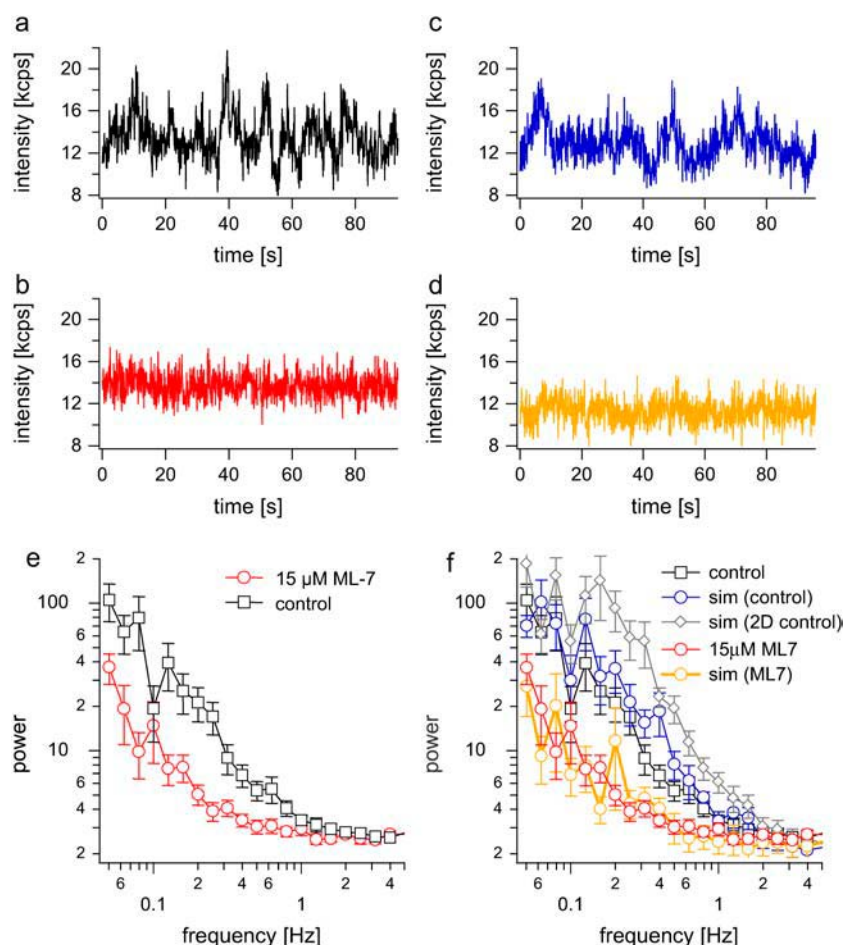 a
intensity [kcps]
20
16
12
8
0 20 40 60 80
time [s]
c
intensity [kcps]
20
16
12
8
0 20 40 60 80
time [s]
b
intensity [kcps]
20
16
12
8
0 20 40 60 80
time [s]
d
intensity [kcps]
20
16
12
8
0 20 40 60 80
time [s]
e
15 µM ML-7
control
power
2
100
6
4
2
10
6
4
2
6 2 4 6 2 4
0.1 1
frequency [Hz]
f
control
sim (control)
sim (2D control)
15µM ML7
sim (ML7)
power
2
100
6
4
2
10
6
4
2
6 2 4 6 2 4
0.1 1
frequency [Hz]